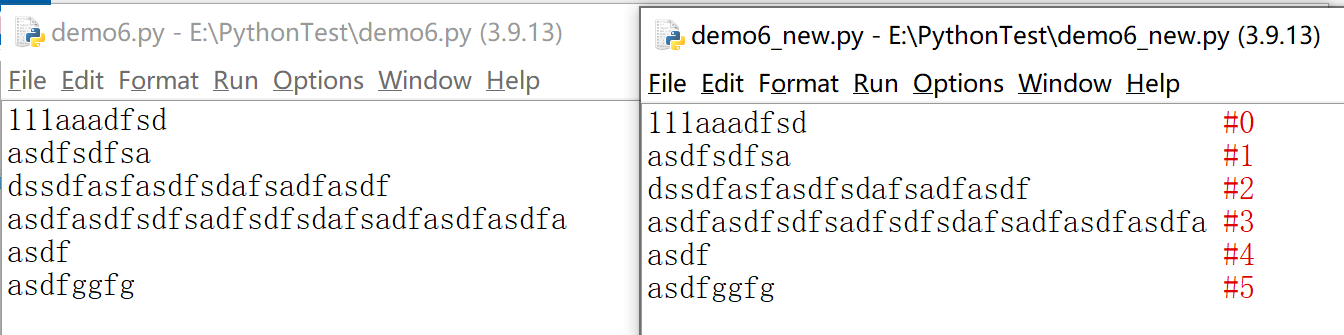 demo6.py - E:\PythonTest\demo6.py (3.9.13)
File Edit Format Run Options Window Help
111aaadfsd
asdfsdfsa
dssdfasfasdfsdafsadfasdf
asdfasdfsdfsadfsdfsdafsadfasdfasdfa
asdf
asdfggfg
demo6_new.py - E:\PythonTest\demo6_new.py (3.9.13)
File Edit Format Run Options Window Help
111aaadfsd #0
asdfsdfsa #1
dssdfasfasdfsdafsadfasdf #2
asdfasdfsdfsadfsdfsdafsadfasdfasdfa #3
asdf #4
asdfggfg #5